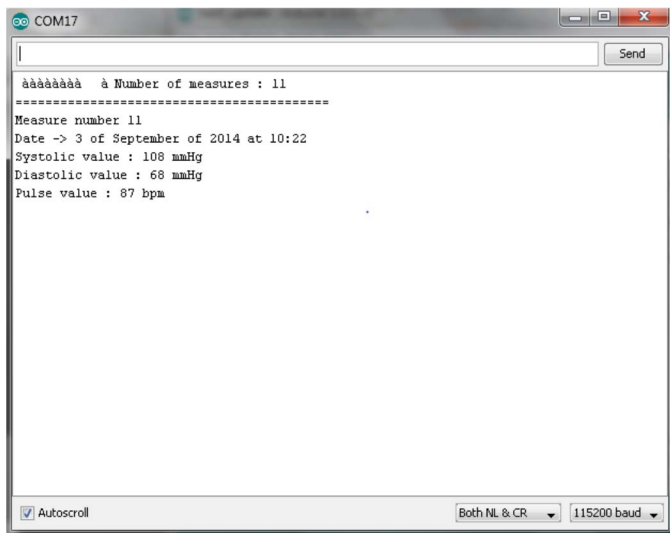 COM17
Send
àààààààà à Number of measures : 11
==========================================
Measure number 11
Date -> 3 of September of 2014 at 10:22
Systolic value : 108 mmHg
Diastolic value : 68 mmHg
Pulse value : 87 bpm
Autoscroll
Both NL & CR
115200 baud